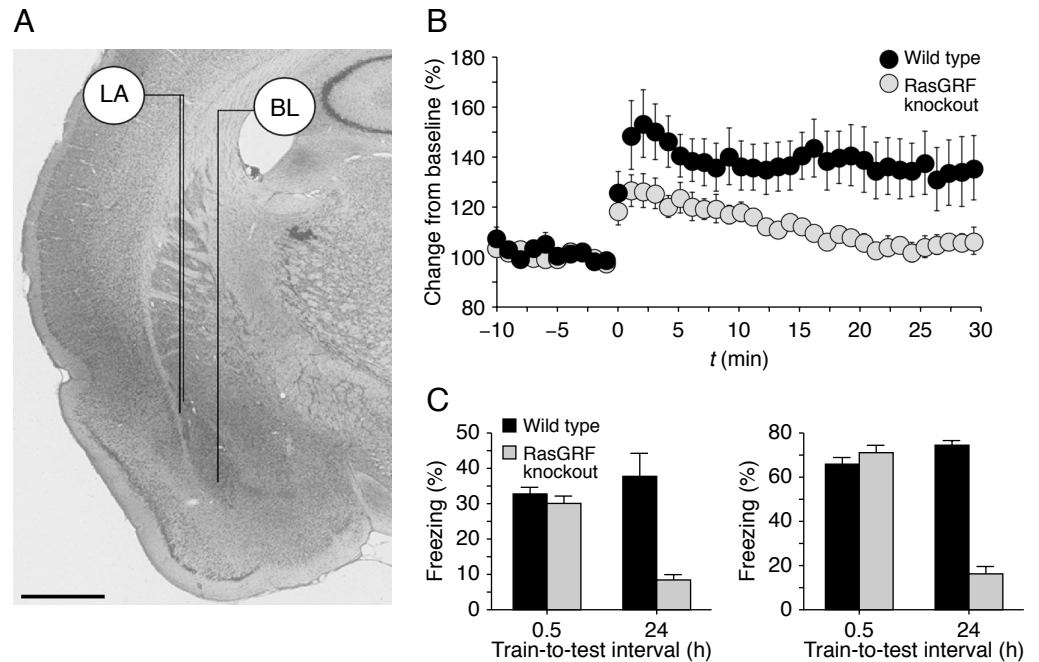 A
LA
BL
B
Change from baseline (%)
180
160
140
120
100
80
Wild type
RasGRF
knockout
−10
−5
0
5
10
15
20
25
30
t (min)
C
Freezing (%)
50
40
30
20
10
0
Wild type
RasGRF
knockout
0.5
24
Train-to-test interval (h)
Freezing (%)
80
60
40
20
0
0.5
24
Train-to-test interval (h)